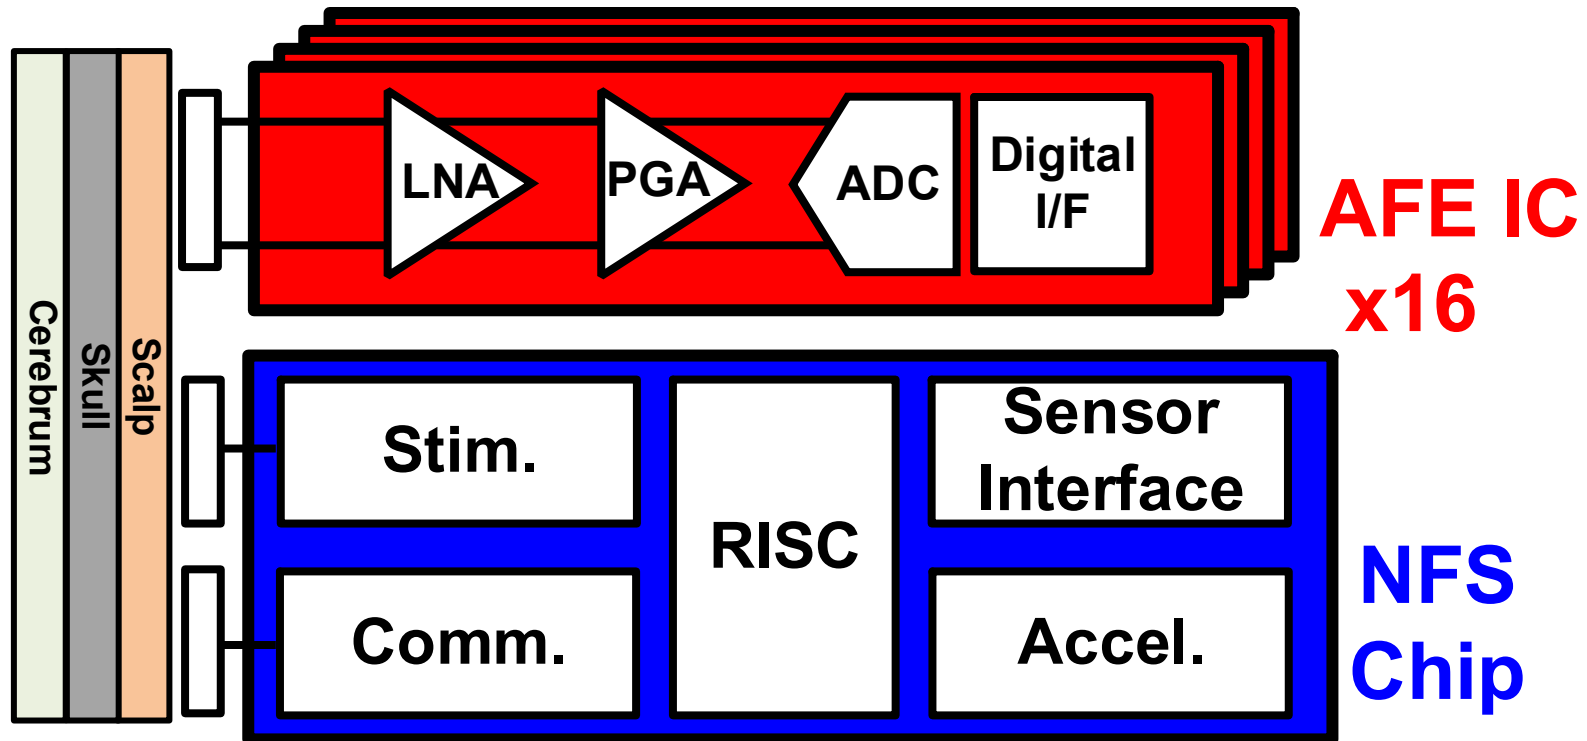 Cerebrum
Skull
Scalp
LNA
PGA
ADC
Digital
I/F
AFE IC
x16
Stim.
Comm.
RISC
Sensor
Interface
Accel.
NFS
Chip